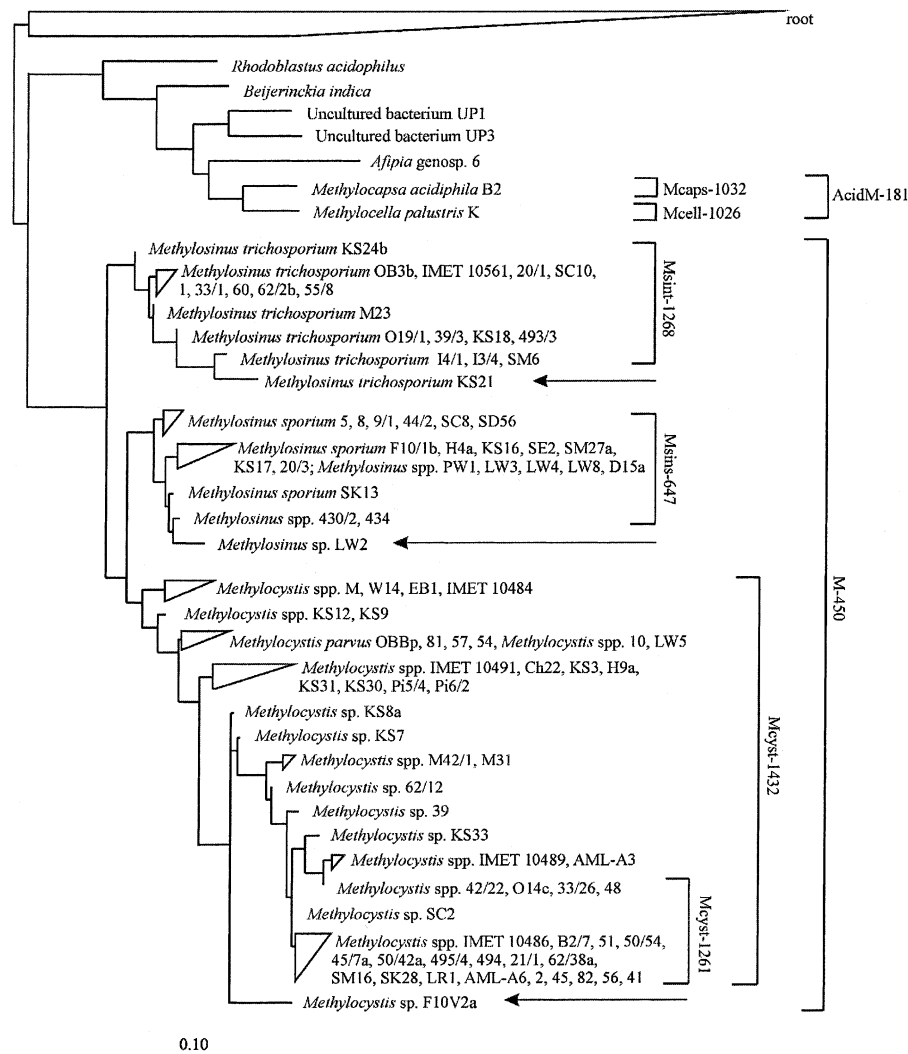 root
Rhodoblastus acidophilus
Beijerinckia indica
Uncultured bacterium UP1
Uncultured bacterium UP3
Afipia genosp. 6
Methylocapsa acidiphila B2
Mcaps-1032
AcidM-181
Methylocella palustris K
Mcell-1026
Methylosinus trichosporium KS24b
Methylosinus trichosporium OB3b, IMET 10561, 20/1, SC10,
1, 33/1, 60, 62/2b, 55/8
Methylosinus trichosporium M23
Methylosinus trichosporium O19/1, 39/3, KS18, 493/3
Methylosinus trichosporium I4/1, I3/4, SM6
Msint-1268
Methylosinus trichosporium KS21
Methylosinus sporium 5, 8, 9/1, 44/2, SC8, SD56
Methylosinus sporium F10/1b, H4a, KS16, SE2, SM27a,
KS17, 20/3; Methylosinus spp. PW1, LW3, LW4, LW8, D15a
Methylosinus sporium SK13
Methylosinus spp. 430/2, 434
Msins-647
Methylosinus sp. LW2
M-450
Methylocystis spp. M, W14, EB1, IMET 10484
Methylocystis spp. KS12, KS9
Methylocystis parvus OBBp, 81, 57, 54, Methylocystis spp. 10, LW5
Methylocystis spp. IMET 10491, Ch22, KS3, H9a,
KS31, KS30, Pi5/4, Pi6/2
Methylocystis sp. KS8a
Methylocystis sp. KS7
Methylocystis spp. M42/1, M31
Methylocystis sp. 62/12
Mcyst-1432
Methylocystis sp. 39
Methylocystis sp. KS33
Methylocystis spp. IMET 10489, AML-A3
Methylocystis spp. 42/22, O14c, 33/26, 48
Methylocystis sp. SC2
Mcyst-1261
Methylocystis spp. IMET 10486, B2/7, 51, 50/54,
45/7a, 50/42a, 495/4, 494, 21/1, 62/38a,
SM16, SK28, LR1, AML-A6, 2, 45, 82, 56, 41
Methylocystis sp. F10V2a
0.10